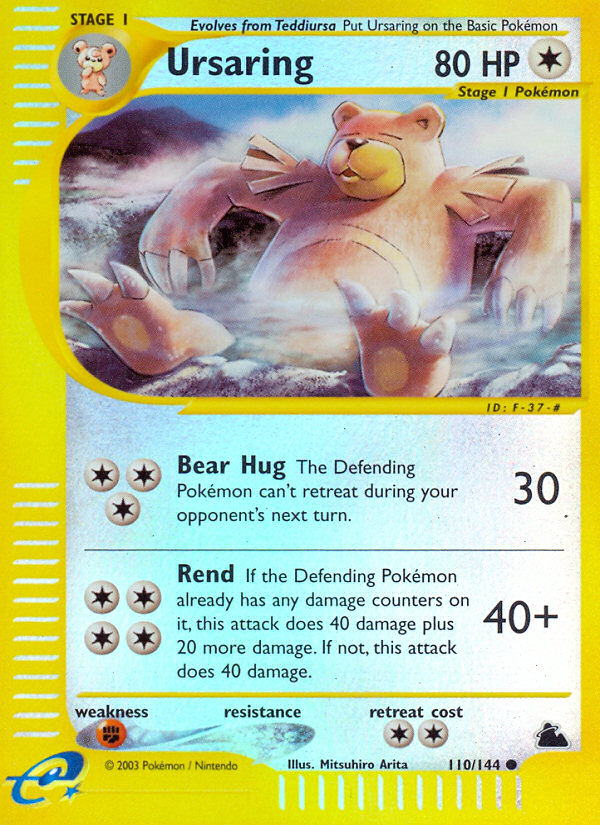 STAGE 1
Evolves from Teddiursa Put Ursaring on the Basic Pokémon
Ursaring 80 HP
Stage 1 Pokémon
ID: F-37-#
Bear Hug The Defending
Pokémon can't retreat during your
opponent's next turn.
30
Rend If the Defending Pokémon
already has any damage counters on
it, this attack does 40 damage plus
20 more damage. If not, this attack
does 40 damage.
40+
weakness resistance retreat cost
© 2003 Pokémon / Nintendo Illus. Mitsuhiro Arita 110/144
e